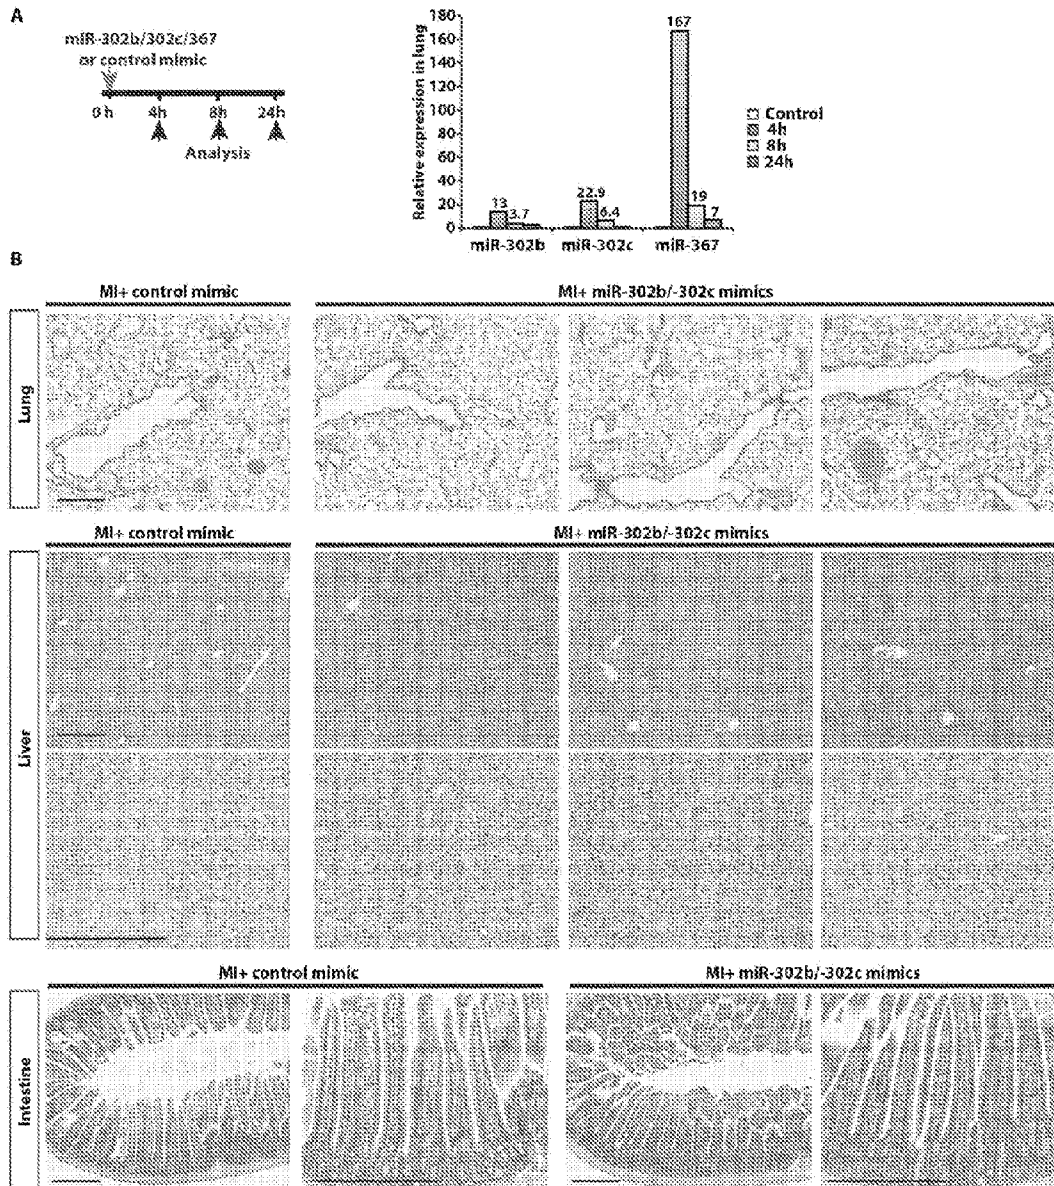 A
miR-302b/302c/367
or control mimic
0 h 4h 8h 24h
Analysis
Relative expression in lung
180
160
140
120
100
80
60
40
20
0
13
3.7
22.9
6.4
167
19
7
miR-302b miR-302c miR-367
Control
4h
8h
24h
B
MI+ control mimic MI+ miR-302b/-302c mimics
Lung
MI+ control mimic MI+ miR-302b/-302c mimics
Liver
MI+ control mimic MI+ miR-302b/-302c mimics
Intestine